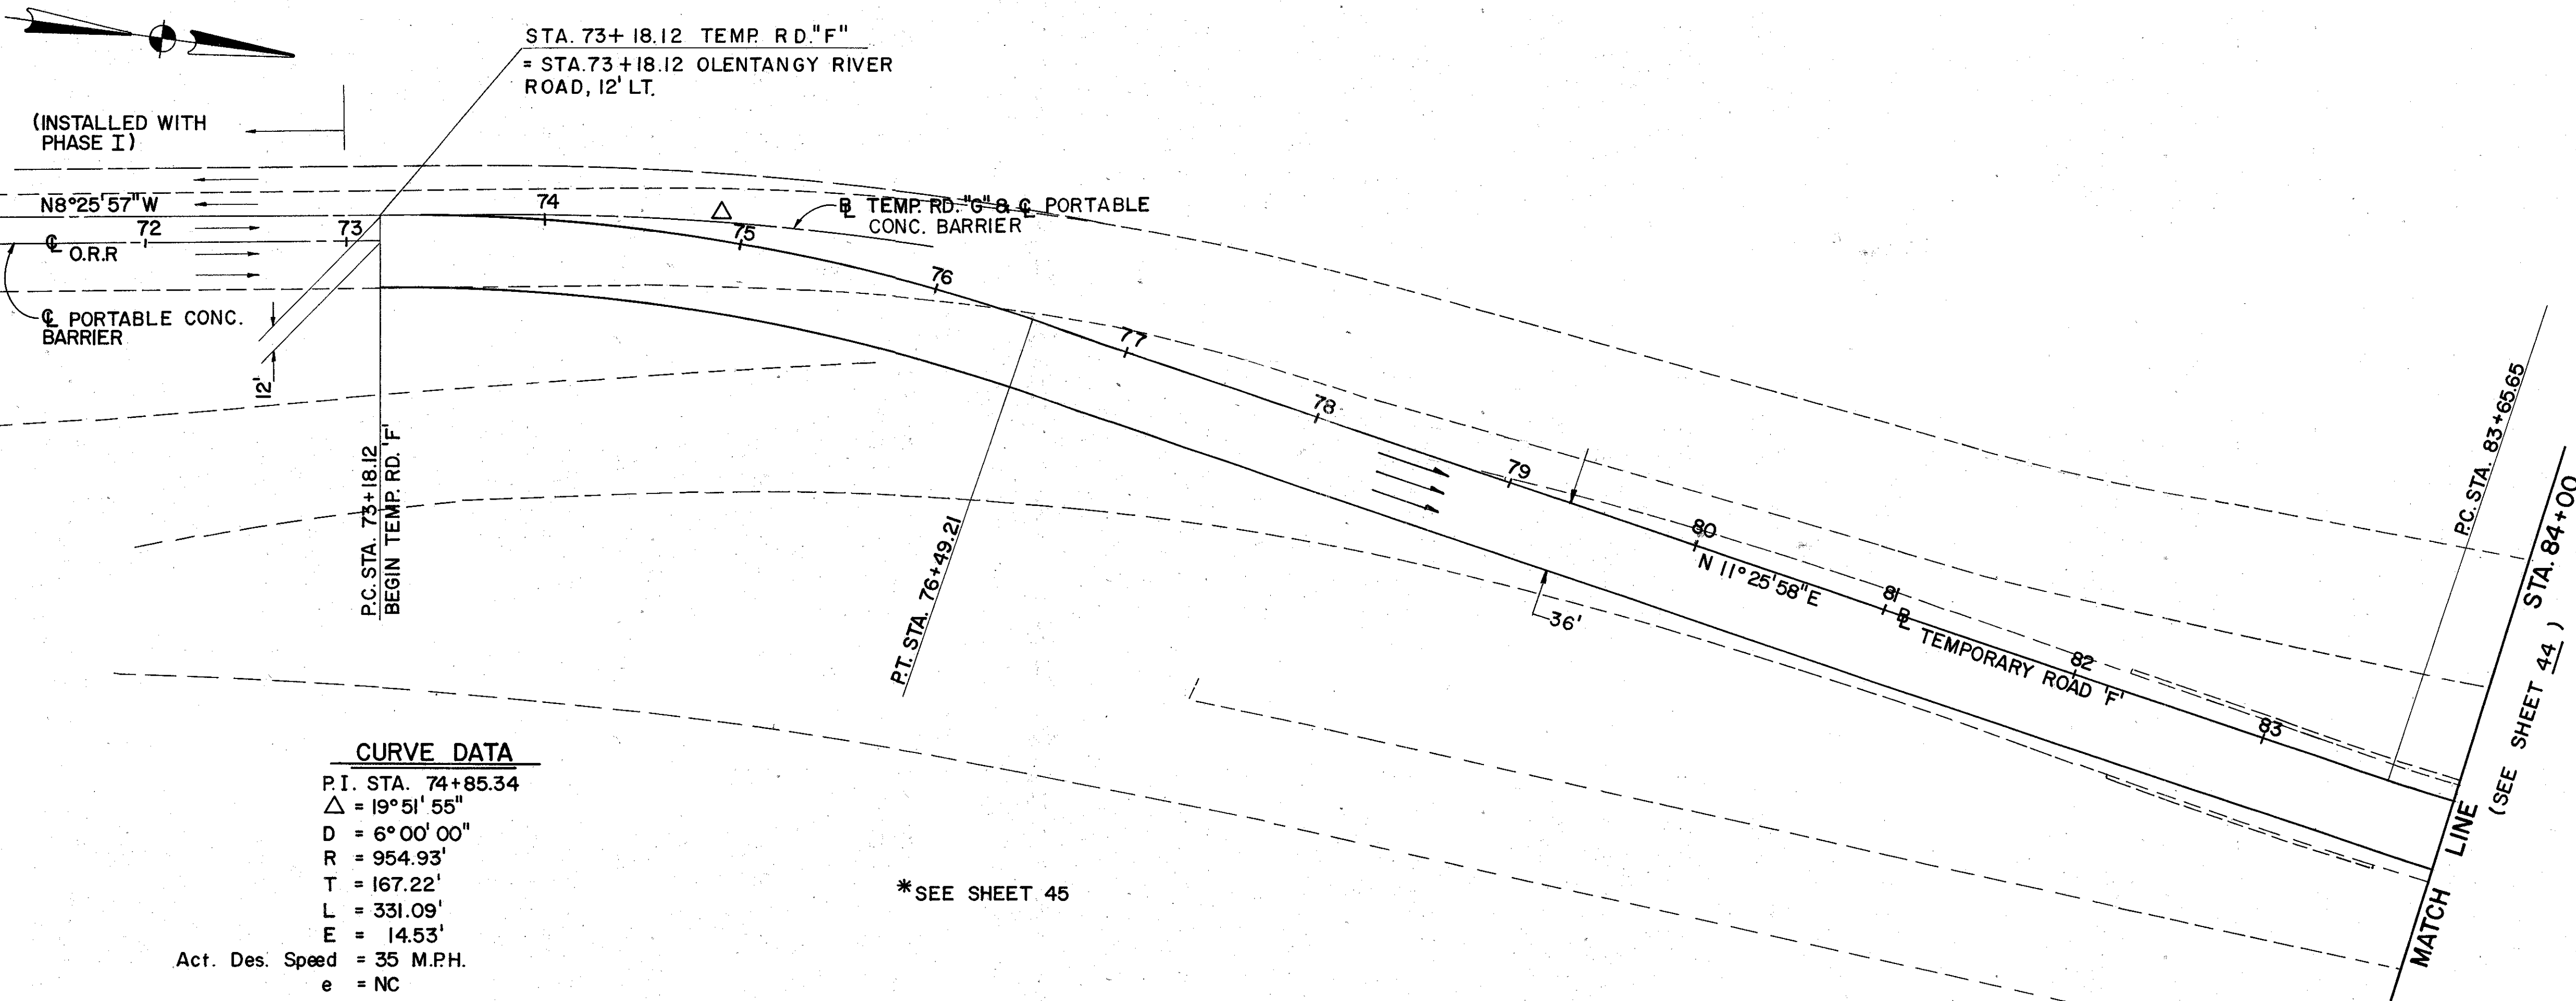 STA. 73+18.12 TEMP. RD. "F"
= STA. 73+18.12 OLENTANGY RIVER
ROAD, 12' LT.
(INSTALLED WITH
PHASE I)
N8°25'57"W
72
73
74
75
76
77
78
79
80
81
82
83
℄ O.R.R
℄ PORTABLE CONC.
BARRIER
12'
△
BL TEMP. RD. "G" & ℄ PORTABLE
CONC. BARRIER
P.C. STA. 73+18.12
BEGIN TEMP. RD. 'F'
P.T. STA. 76+49.21
36'
N 11°25'58"E
BL TEMPORARY ROAD 'F'
P.C. STA. 83+65.65
MATCH LINE STA. 84+00
(SEE SHEET 44)
CURVE DATA
P.I. STA. 74+85.34
△ = 19°51'55"
D = 6°00'00"
R = 954.93'
T = 167.22'
L = 331.09'
E = 14.53'
Act. Des. Speed = 35 M.P.H.
e = NC
*SEE SHEET 45